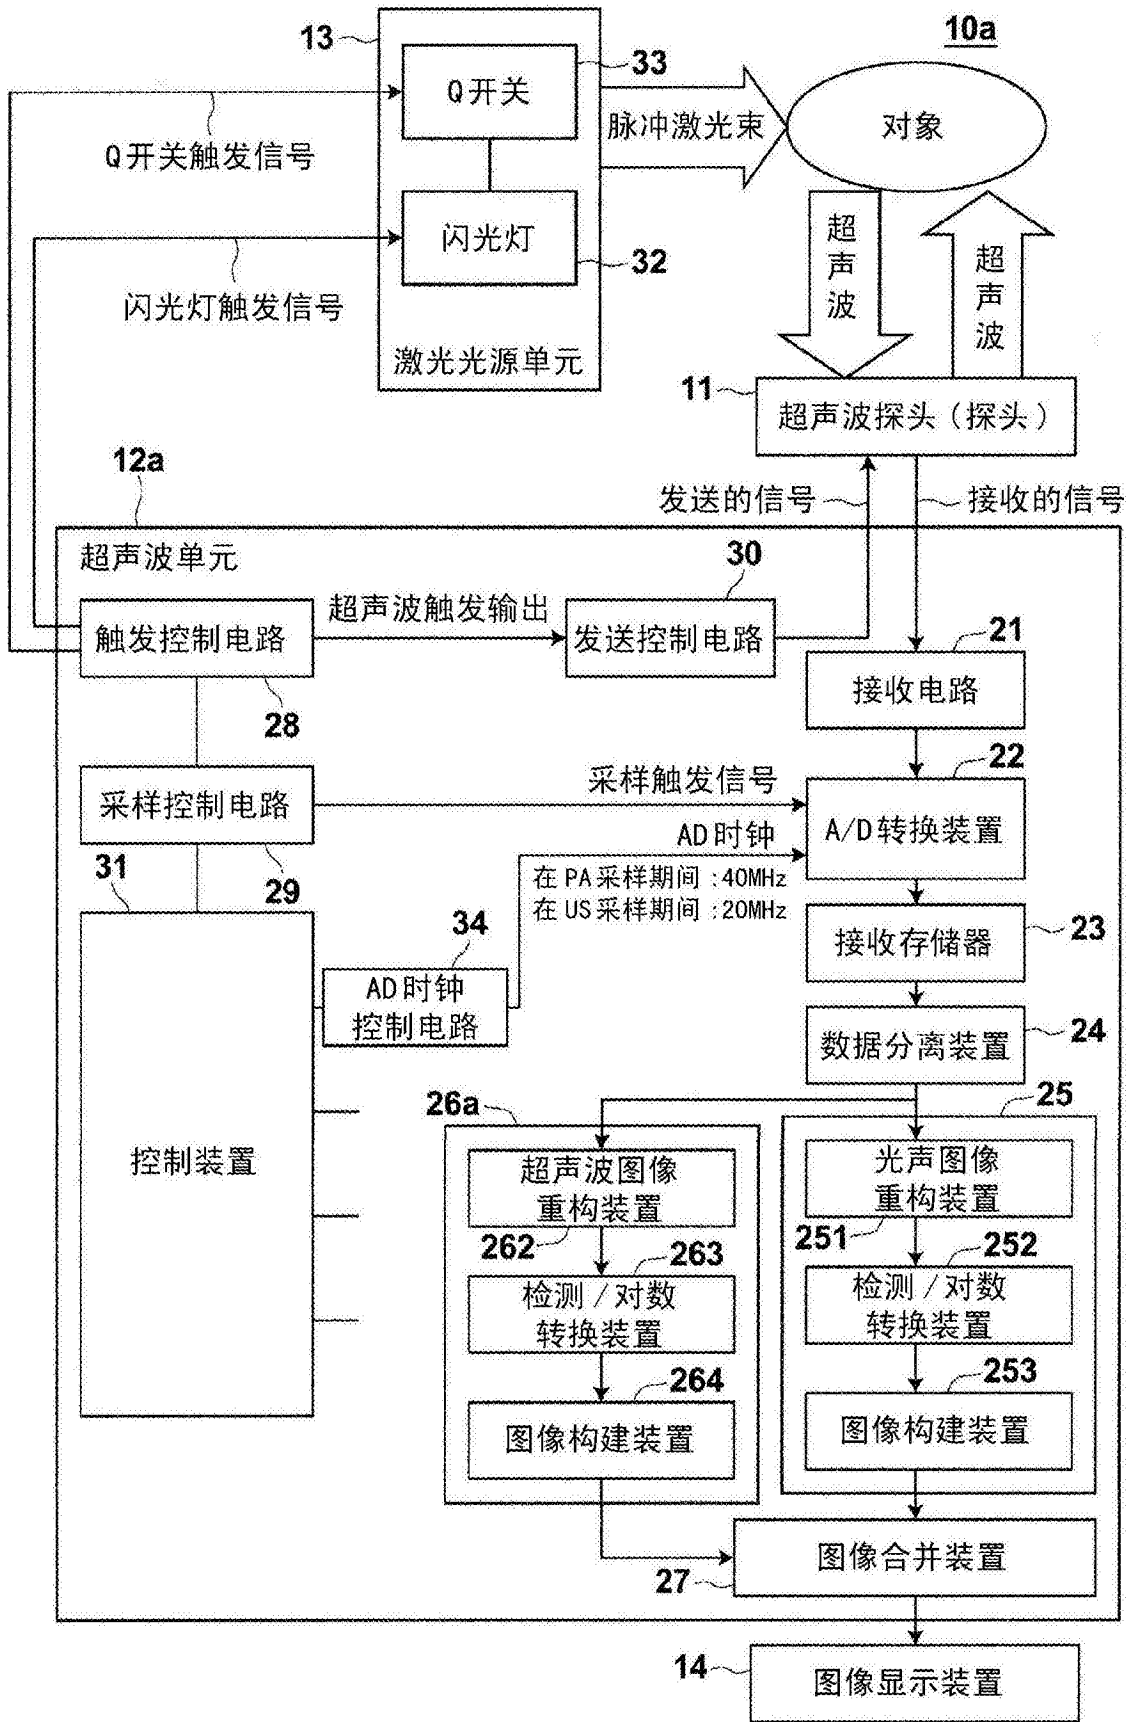 13
10a
33
Q开关
脉冲激光束
对象
Q开关触发信号
闪光灯
32
超声波
超声波
闪光灯触发信号
激光光源单元
11
超声波探头（探头）
12a
发送的信号
接收的信号
超声波单元
30
超声波触发输出
触发控制电路
发送控制电路
21
28
接收电路
22
采样触发信号
采样控制电路
A/D转换装置
AD时钟
31
29
在PA采样期间:40MHz
在US采样期间:20MHz
34
接收存储器
23
AD时钟
控制电路
数据分离装置
24
26a
25
控制装置
超声波图像
重构装置
光声图像
重构装置
262
251
263
252
检测/对数
转换装置
检测/对数
转换装置
264
253
图像构建装置
图像构建装置
图像合并装置
27
14
图像显示装置